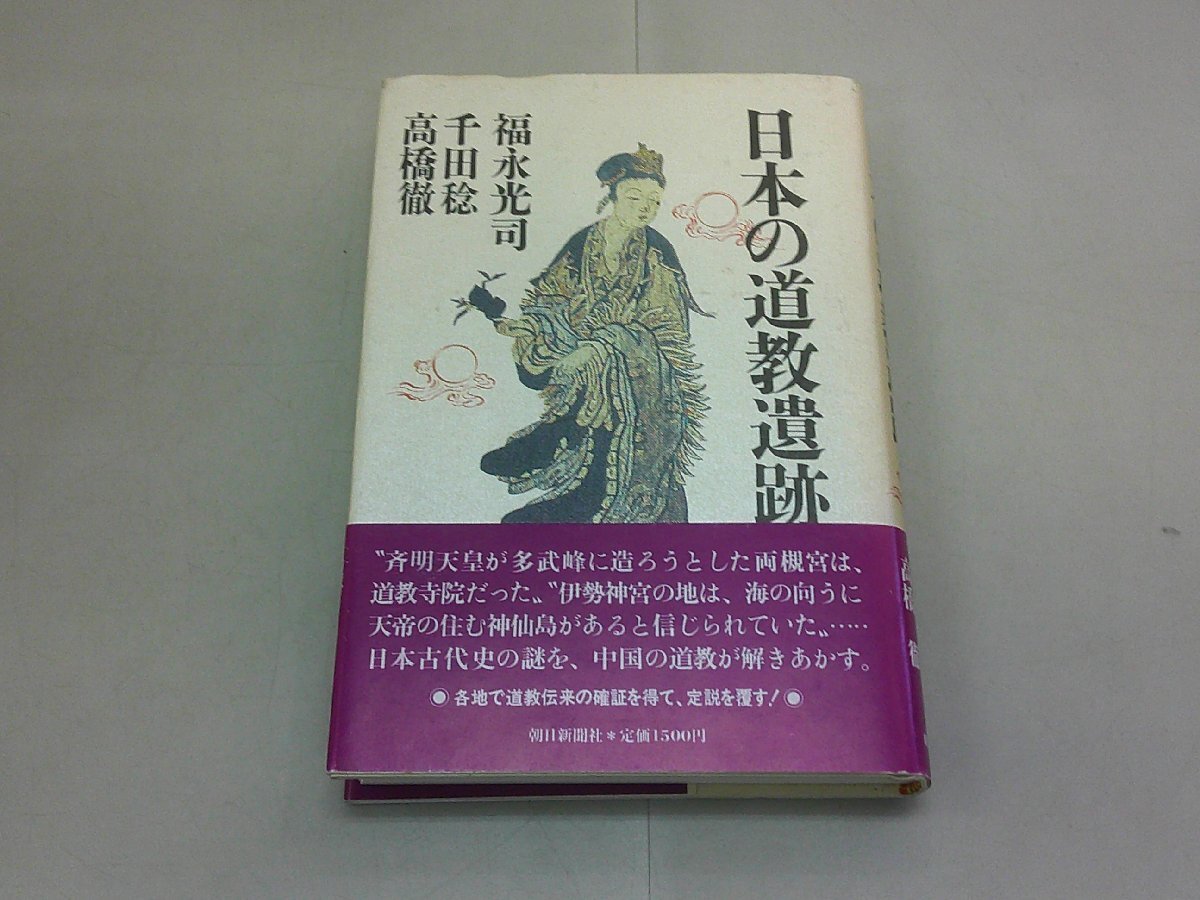 日本の道教遺跡
福永光司
千田稔
高橋徹
〝斉明天皇が多武峰に造ろうとした両槻宮は、
道教寺院だった〟〝伊勢神宮の地は、海の向うに
天帝の住む神仙島があると信じられていた〟……
日本古代史の謎を、中国の道教が解きあかす。
●各地で道教伝来の確証を得て、定説を覆す!●
朝日新聞社*定価1500円